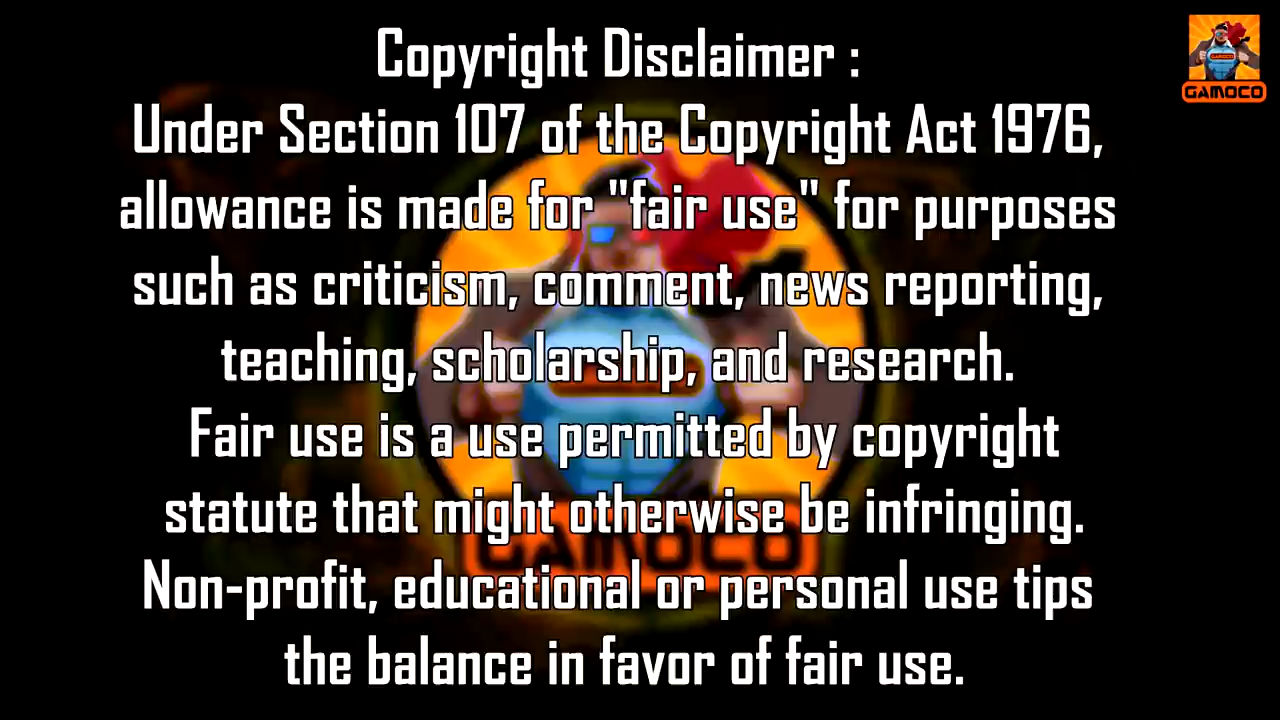 Copyright Disclaimer :
GAMOCO
Under Section 107 of the Copyright Act 1976,
allowance is made for "fair use" for purposes
such as criticism, comment, news reporting,
teaching, scholarship, and research.
Fair use is a use permitted by copyright
statute that might otherwise be infringing.
GAMOCO
Non-profit, educational or personal use tips
the balance in favor of fair use.